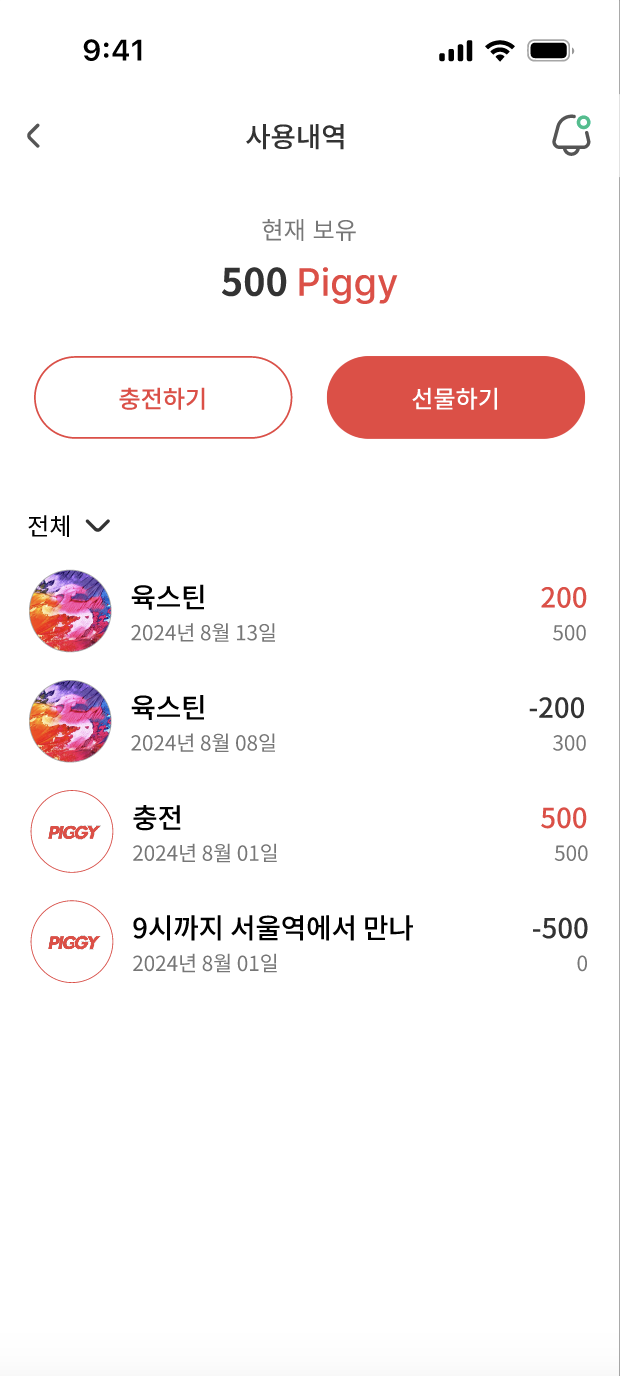 9:41
사용내역
현재 보유
500 Piggy
충전하기 선물하기
전체
육스틴 200
2024년 8월 13일 500
육스틴 -200
2024년 8월 08일 300
PIGGY 충전 500
2024년 8월 01일 500
PIGGY 9시까지 서울역에서 만나 -500
2024년 8월 01일 0